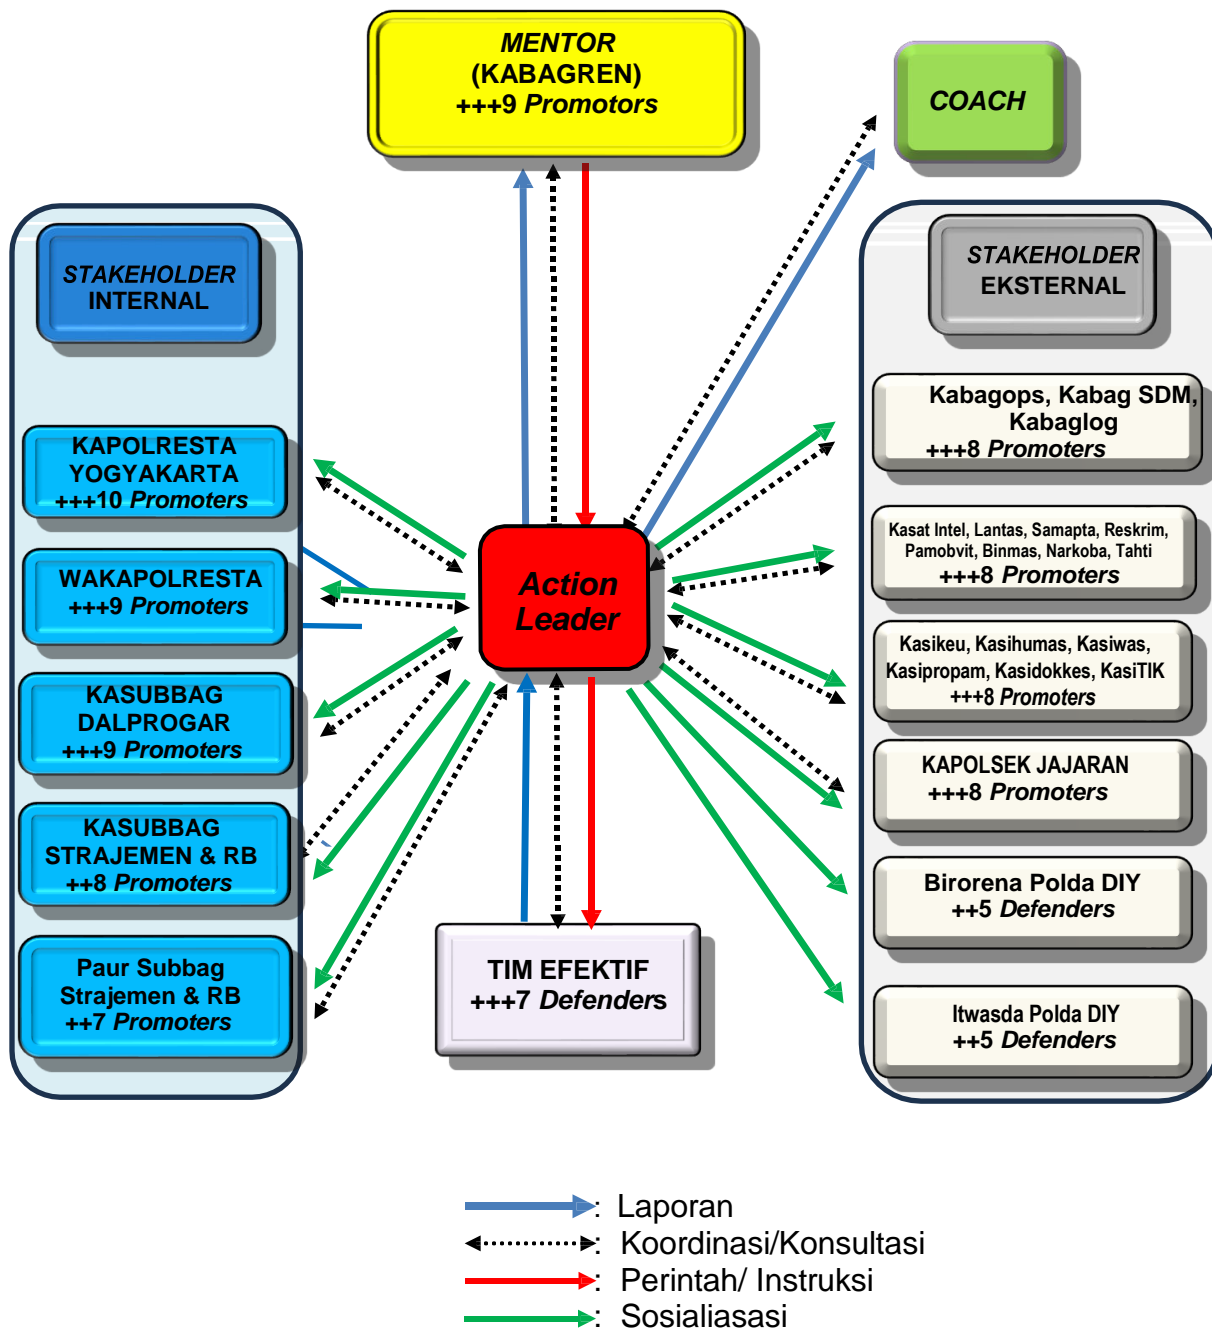 MENTOR
(KABAGREN)
+++9 Promotors
COACH
STAKEHOLDER
INTERNAL
KAPOLRESTA
YOGYAKARTA
+++10 Promoters
WAKAPOLRESTA
+++9 Promoters
KASUBBAG
DALPROGAR
+++9 Promoters
KASUBBAG
STRAJEMEN & RB
++8 Promoters
Paur Subbag
Strajemen & RB
++7 Promoters
Action
Leader
TIM EFEKTIF
+++7 Defenders
STAKEHOLDER
EKSTERNAL
Kabagops, Kabag SDM,
Kabaglog
+++8 Promoters
Kasat Intel, Lantas, Samapta, Reskrim,
Pamobvit, Binmas, Narkoba, Tahti
+++8 Promoters
Kasikeu, Kasihumas, Kasiwas,
Kasipropam, Kasidokkes, KasiTIK
+++8 Promoters
KAPOLSEK JAJARAN
+++8 Promoters
Birorena Polda DIY
++5 Defenders
Itwasda Polda DIY
++5 Defenders
: Laporan
: Koordinasi/Konsultasi
: Perintah/ Instruksi
: Sosialiasasi